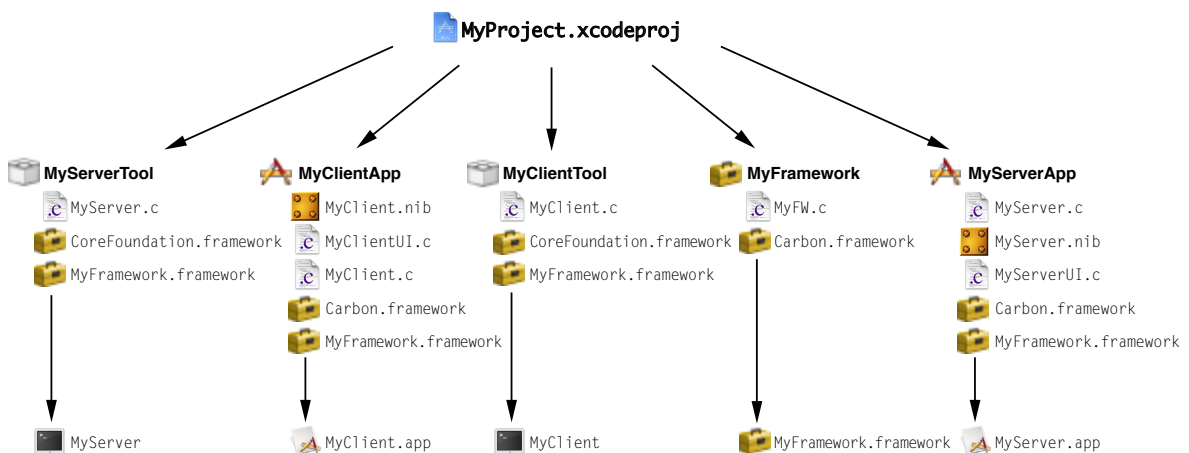 MyProject.xcodeproj
MyServerTool
MyServer.c
CoreFoundation.framework
MyFramework.framework
MyServer
MyClientApp
MyClient.nib
MyClientUI.c
MyClient.c
Carbon.framework
MyFramework.framework
MyClient.app
MyClientTool
MyClient.c
CoreFoundation.framework
MyFramework.framework
MyClient
MyFramework
MyFW.c
Carbon.framework
MyFramework.framework
MyServerApp
MyServer.c
MyServer.nib
MyServerUI.c
Carbon.framework
MyFramework.framework
MyServer.app